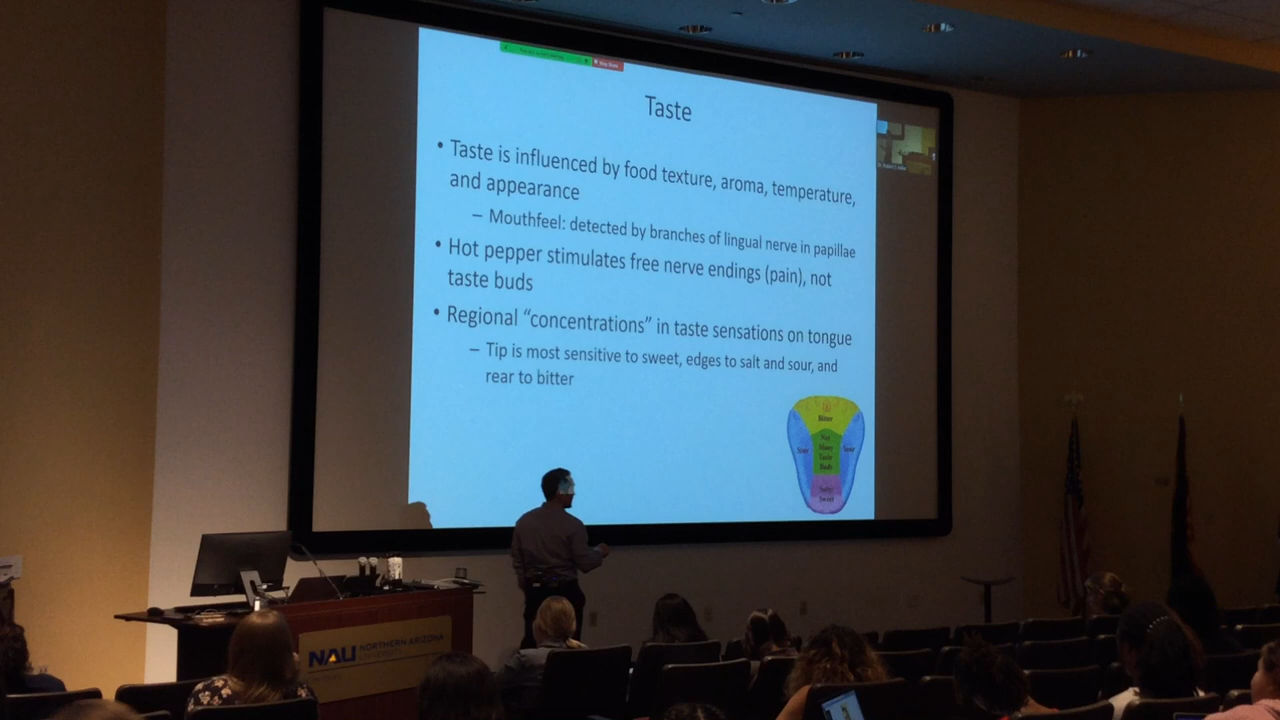 Taste
• Taste is influenced by food texture, aroma, temperature,
and appearance
– Mouthfeel: detected by branches of lingual nerve in papillae
• Hot pepper stimulates free nerve endings (pain), not
taste buds
• Regional “concentrations” in taste sensations on tongue
– Tip is most sensitive to sweet, edges to salt and sour, and
rear to bitter
Bitter
Sour
Not
Many
Taste
Buds
Sour
Salty/
Sweet
NAU NORTHERN ARIZONA
UNIVERSITY